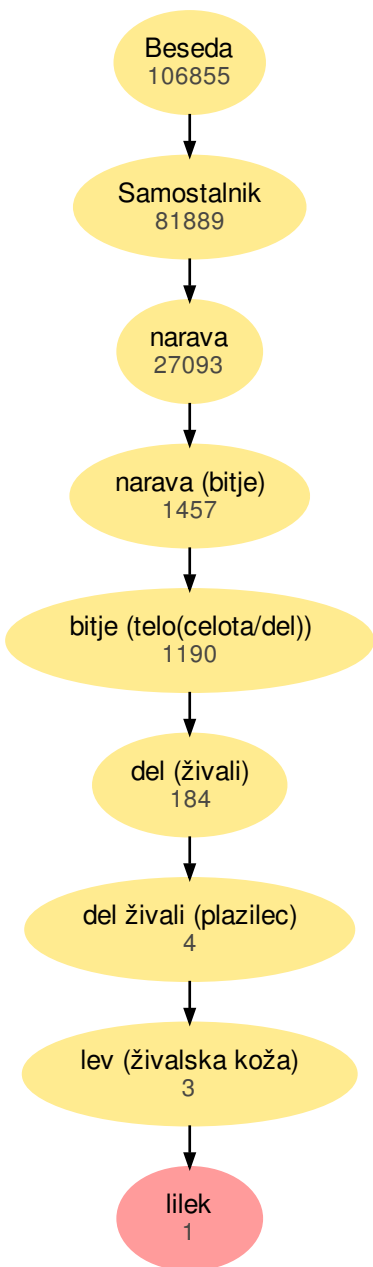 Beseda
106855
Samostalnik
81889
narava
27093
narava (bitje)
1457
bitje (telo(celota/del))
1190
del (živali)
184
del živali (plazilec)
4
lev (živalska koža)
3
lilek
1